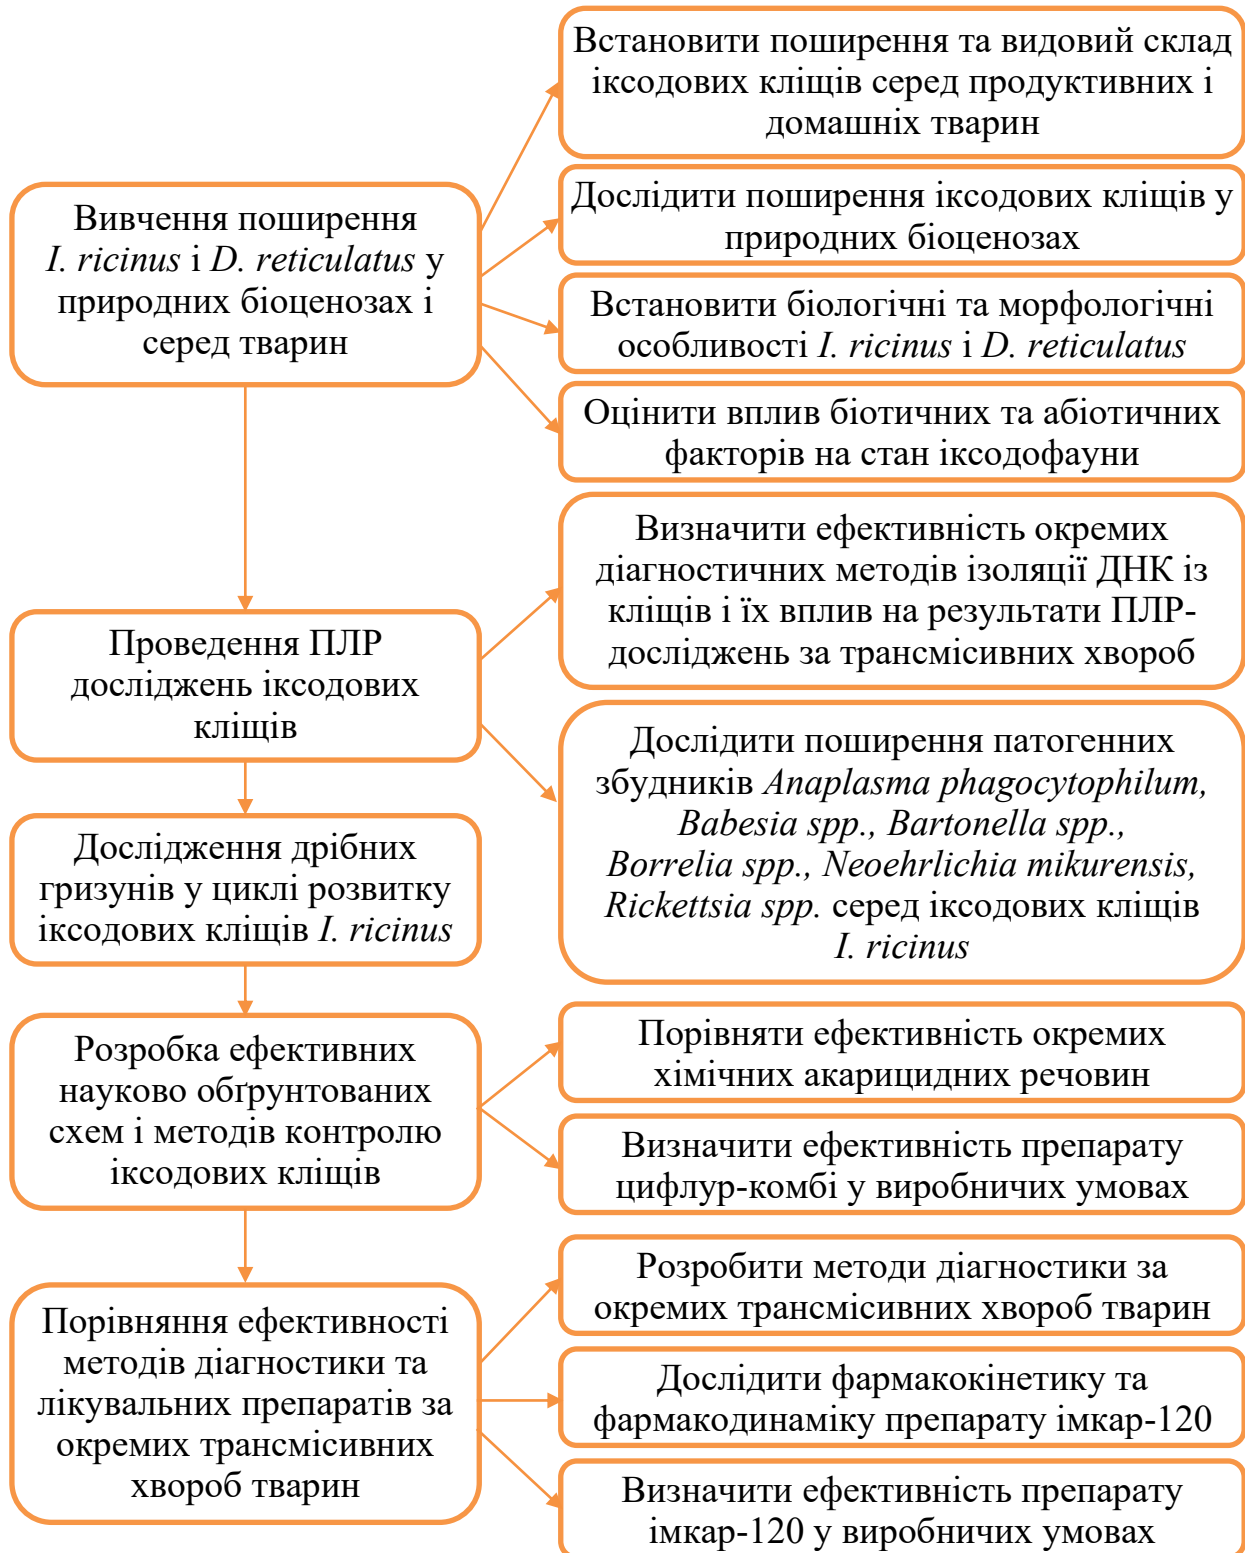 Вивчення поширення
I. ricinus і D. reticulatus у
природних біоценозах і
серед тварин
Встановити поширення та видовий склад
іксодових кліщів серед продуктивних і
домашніх тварин
Дослідити поширення іксодових кліщів у
природних біоценозах
Встановити біологічні та морфологічні
особливості I. ricinus і D. reticulatus
Оцінити вплив біотичних та абіотичних
факторів на стан іксодофауни
Проведення ПЛР
досліджень іксодових
кліщів
Визначити ефективність окремих
діагностичних методів ізоляції ДНК із
кліщів і їх вплив на результати ПЛР-
досліджень за трансмісивних хвороб
Дослідити поширення патогенних
збудників Anaplasma phagocytophilum,
Babesia spp., Bartonella spp.,
Borrelia spp., Neoehrlichia mikurensis,
Rickettsia spp. серед іксодових кліщів
I. ricinus
Дослідження дрібних
гризунів у циклі розвитку
іксодових кліщів I. ricinus
Розробка ефективних
науково обґрунтованих
схем і методів контролю
іксодових кліщів
Порівняти ефективність окремих
хімічних акарицидних речовин
Визначити ефективність препарату
цифлур-комбі у виробничих умовах
Порівняння ефективності
методів діагностики та
лікувальних препаратів за
окремих трансмісивних
хвороб тварин
Розробити методи діагностики за
окремих трансмісивних хвороб тварин
Дослідити фармакокінетику та
фармакодинаміку препарату імкар-120
Визначити ефективність препарату
імкар-120 у виробничих умовах